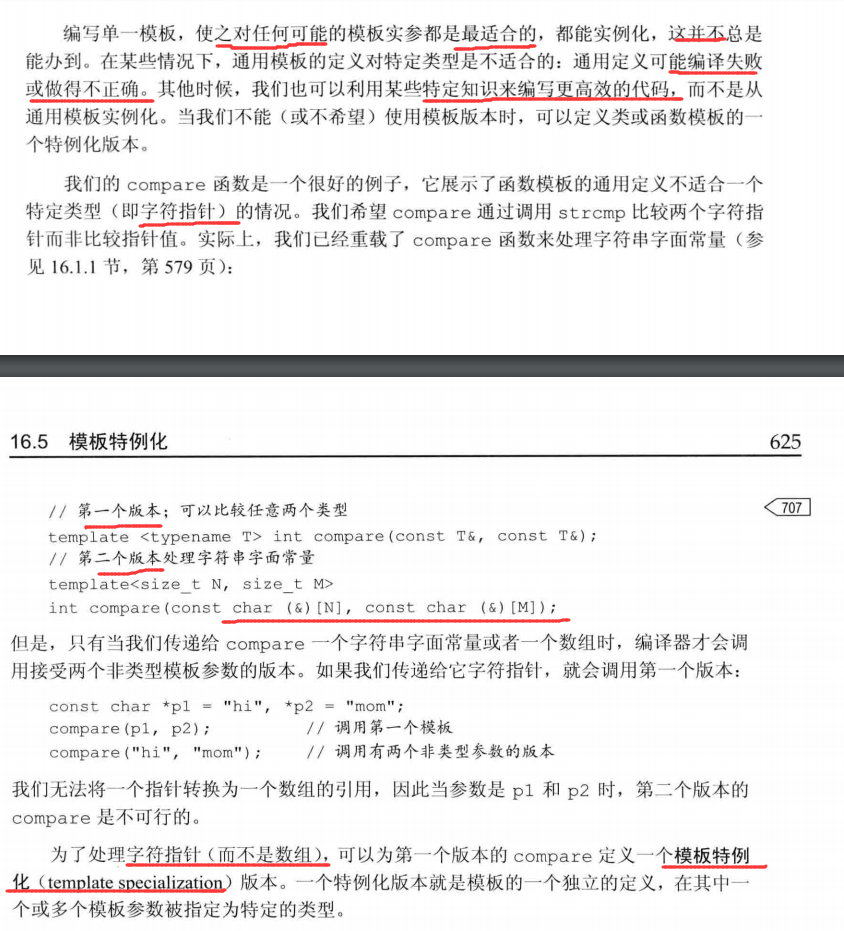 编写单一模板，使之对任何可能的模板实参都是最适合的，都能实例化，这并不总是
能办到。在某些情况下，通用模板的定义对特定类型是不适合的：通用定义可能编译失败
或做得不正确。其他时候，我们也可以利用某些特定知识来编写更高效的代码，而不是从
通用模板实例化。当我们不能（或不希望）使用模板版本时，可以定义类或函数模板的一
个特例化版本。
我们的 compare 函数是一个很好的例子，它展示了函数模板的通用定义不适合一个
特定类型（即字符指针）的情况。我们希望 compare 通过调用 strcmp 比较两个字符指
针而非比较指针值。实际上，我们已经重载了 compare 函数来处理字符串字面常量（参
见 16.1.1 节，第 579 页）：
16.5 模板特例化 625
// 第一个版本；可以比较任意两个类型 707
template <typename T> int compare(const T&, const T&);
// 第二个版本处理字符串字面常量
template<size_t N, size_t M>
int compare(const char (&)[N], const char (&)[M]);
但是，只有当我们传递给 compare 一个字符串字面常量或者一个数组时，编译器才会调
用接受两个非类型模板参数的版本。如果我们传递给它字符指针，就会调用第一个版本：
const char *p1 = "hi", *p2 = "mom";
compare(p1, p2); // 调用第一个模板
compare("hi", "mom"); // 调用有两个非类型参数的版本
我们无法将一个指针转换为一个数组的引用，因此当参数是 p1 和 p2 时，第二个版本的
compare 是不可行的。
为了处理字符指针（而不是数组），可以为第一个版本的 compare 定义一个模板特例
化（template specialization）版本。一个特例化版本就是模板的一个独立的定义，在其中一
个或多个模板参数被指定为特定的类型。